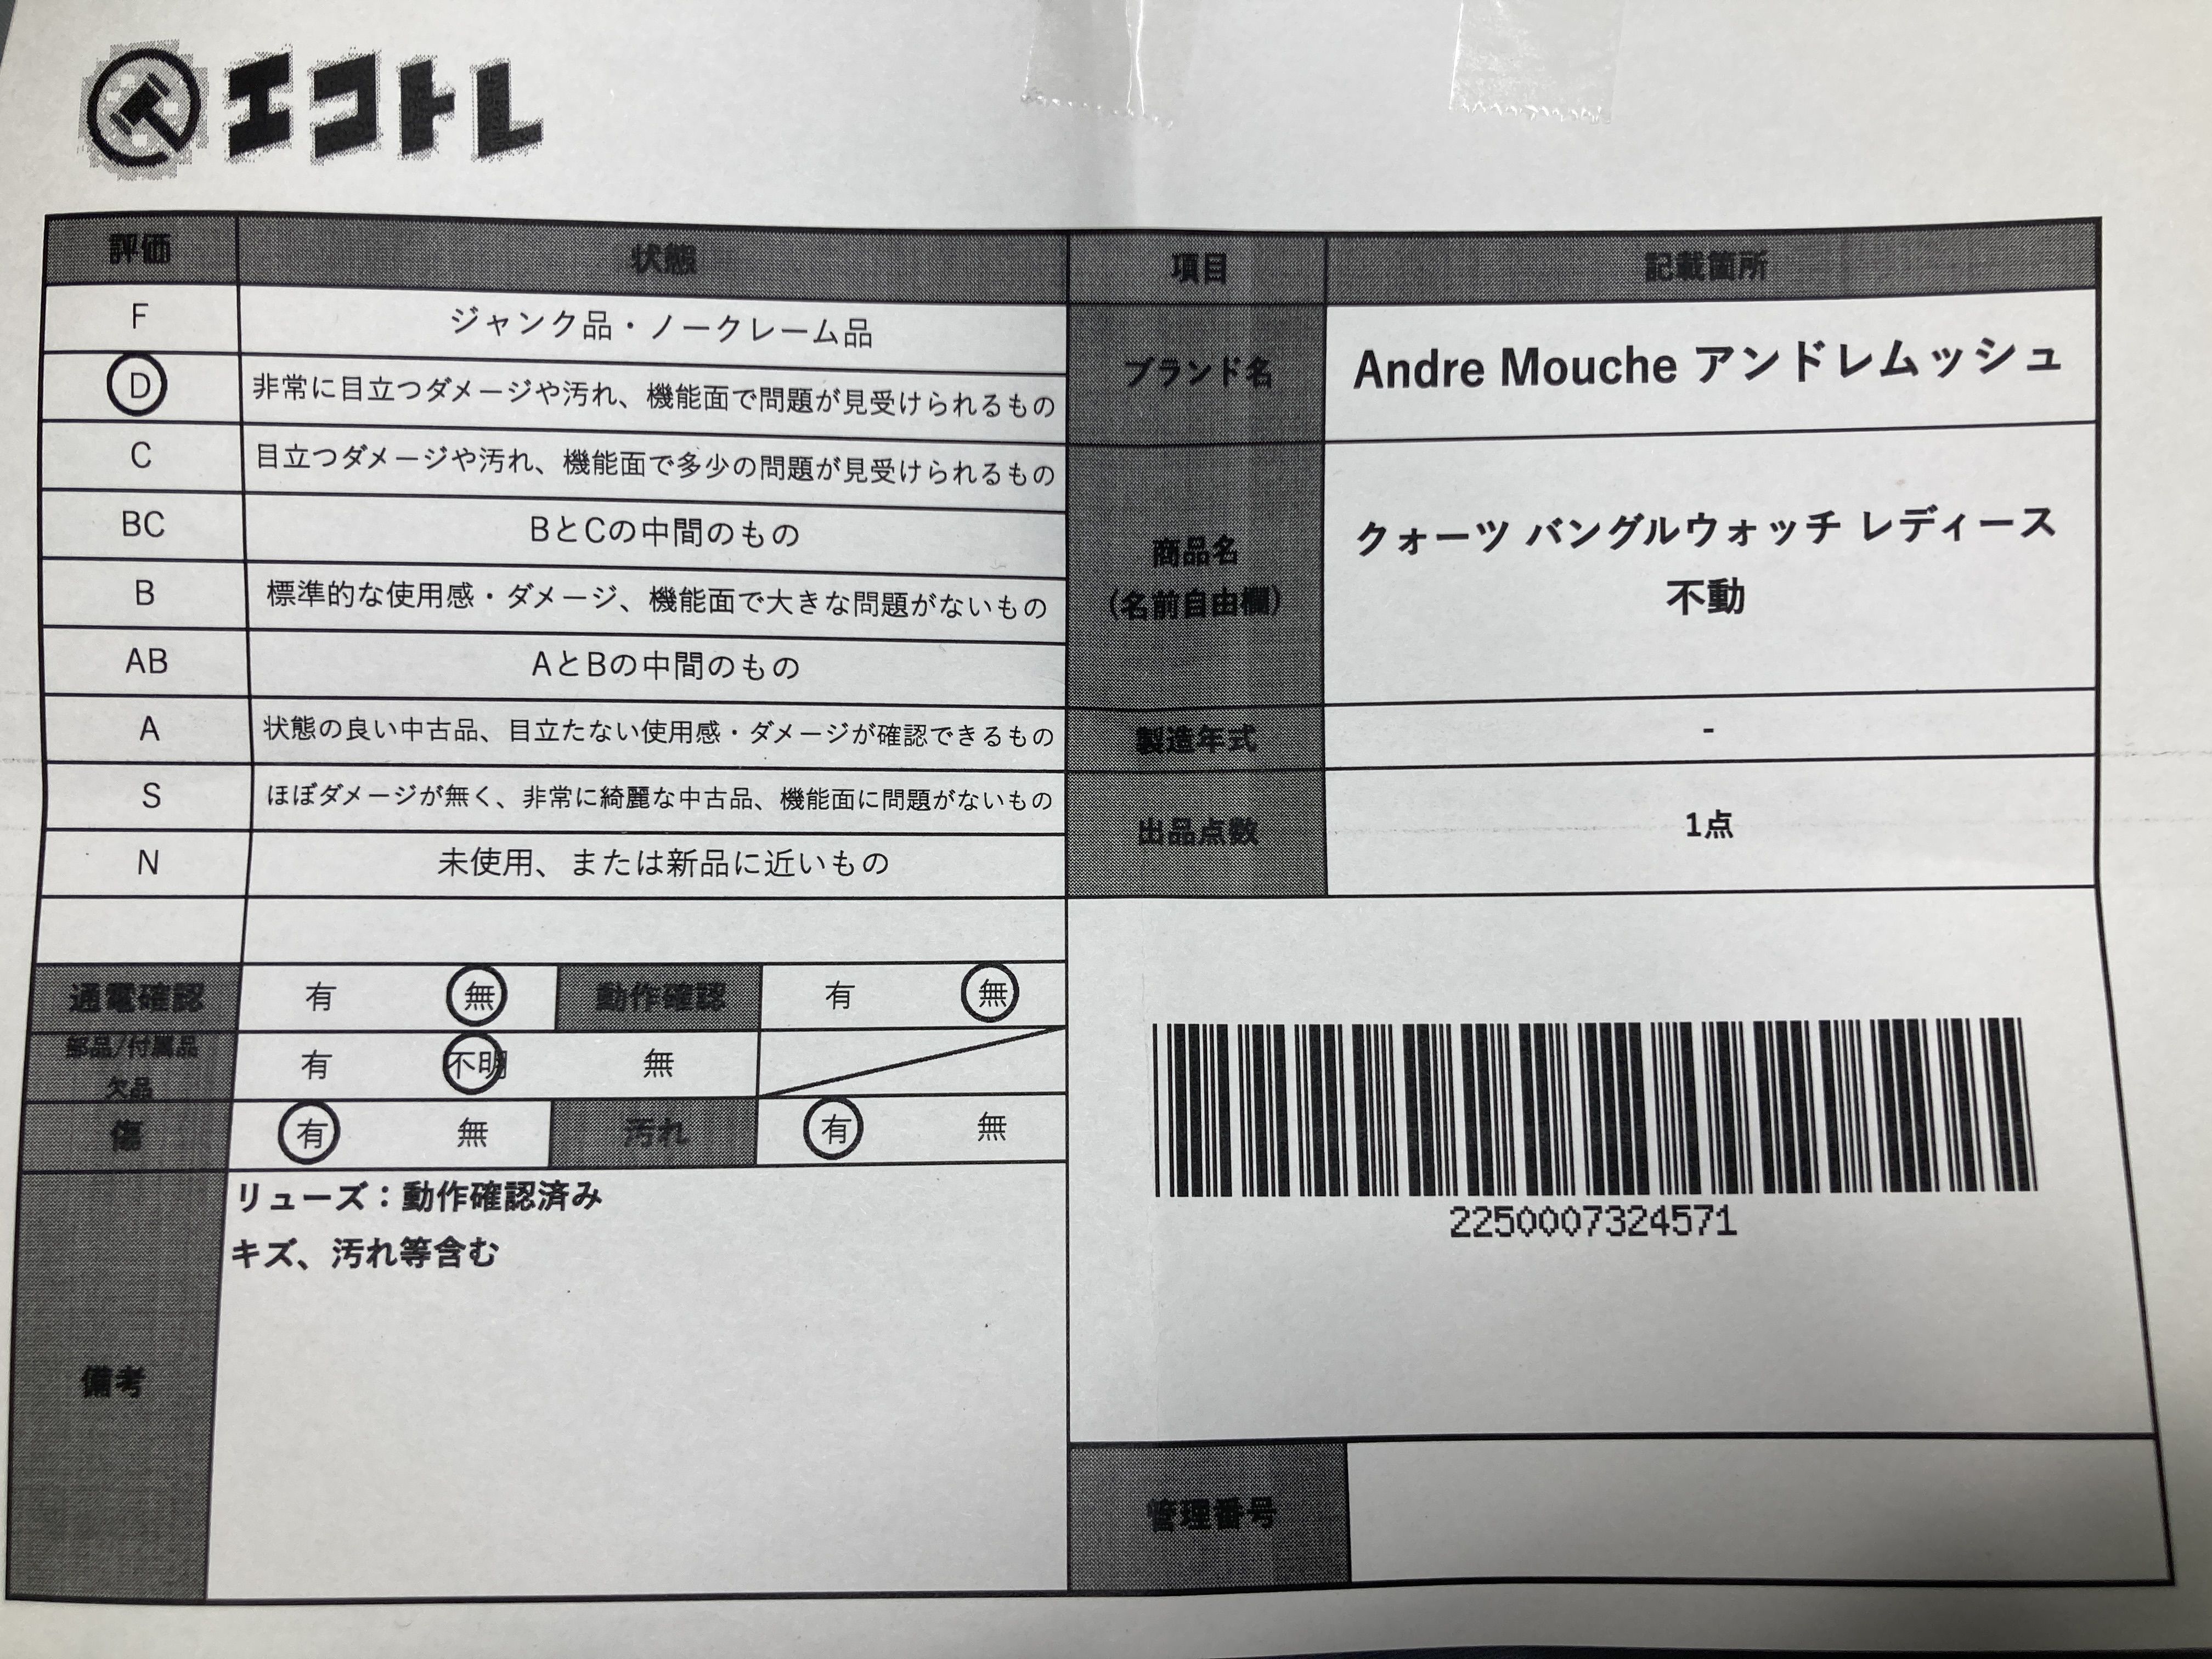 エコトレ
評価 状態 項目 記載箇所
F ジャンク品・ノークレーム品
D 非常に目立つダメージや汚れ、機能面で問題が見受けられるもの
C 目立つダメージや汚れ、機能面で多少の問題が見受けられるもの
BC BとCの中間のもの
B 標準的な使用感・ダメージ、機能面で大きな問題がないもの
AB AとBの中間のもの
A 状態の良い中古品、目立たない使用感・ダメージが確認できるもの
S ほぼダメージが無く、非常に綺麗な中古品、機能面に問題がないもの
N 未使用、または新品に近いもの
ブランド名 Andre Mouche アンドレムッシュ
商品名
(名前自由欄)
クォーツ バングルウォッチ レディース
不動
製造年式 -
出品点数 1点
通電確認 有 無 動作確認 有 無
部品/付属品
欠品
有 不明 無
傷 有 無 汚れ 有 無
備考
リューズ：動作確認済み
キズ、汚れ等含む
2250007324571
管理番号